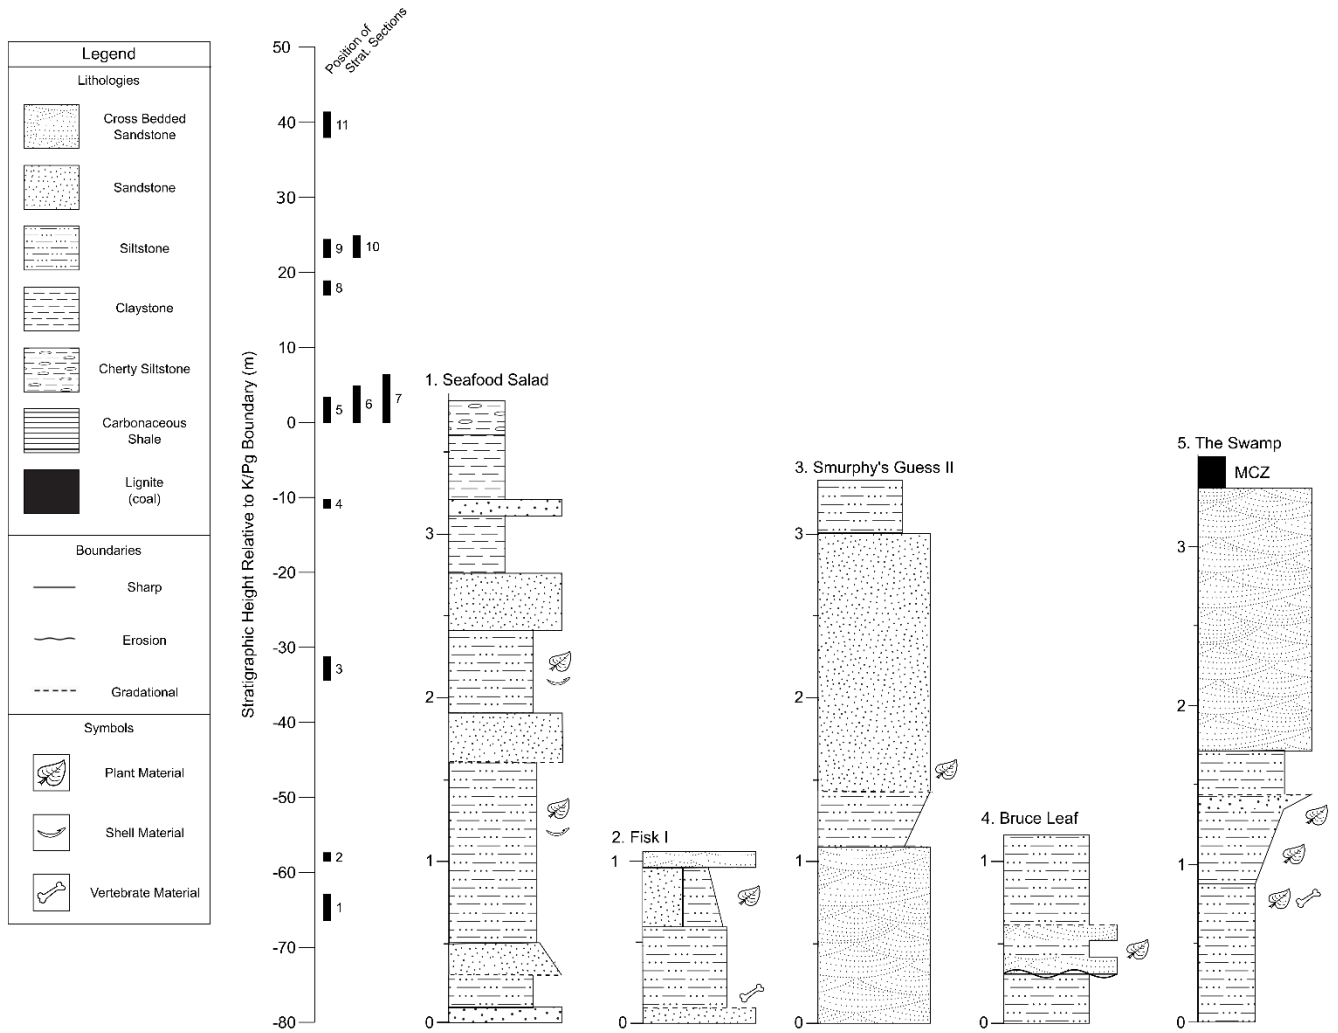 Legend
Lithologies
Cross Bedded
Sandstone
Sandstone
Siltstone
Claystone
Cherty Siltstone
Carbonaceous
Shale
Lignite
(coal)
Boundaries
Sharp
Erosion
Gradational
Symbols
Plant Material
Shell Material
Vertebrate Material
Stratigraphic Height Relative to K/Pg Boundary (m)
50
40
30
20
10
0
-10
-20
-30
-40
-50
-60
-70
-80
Position of
Strat. Sections
11
9
10
8
5
6
7
4
3
2
1
1. Seafood Salad
3
2
1
0
2. Fisk I
1
0
3. Smurphy's Guess II
3
2
1
0
4. Bruce Leaf
1
0
5. The Swamp
MCZ
3
2
1
0